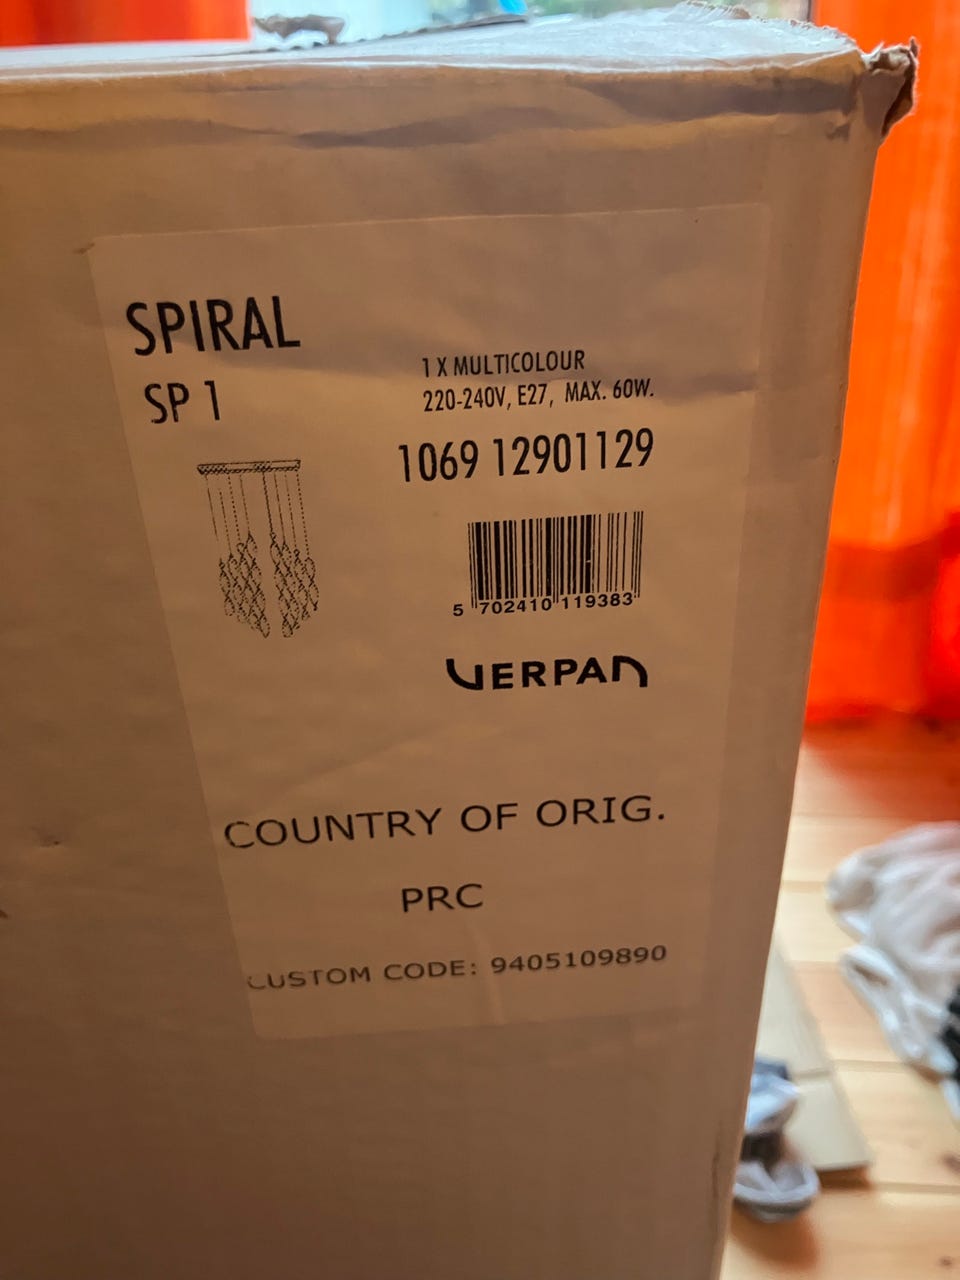 SPIRAL
SP 1
1 X MULTICOLOUR
220-240V, E27, MAX. 60W.
1069 12901129
5 702410 119383
VERPAN
COUNTRY OF ORIG.
PRC
CUSTOM CODE: 9405109890